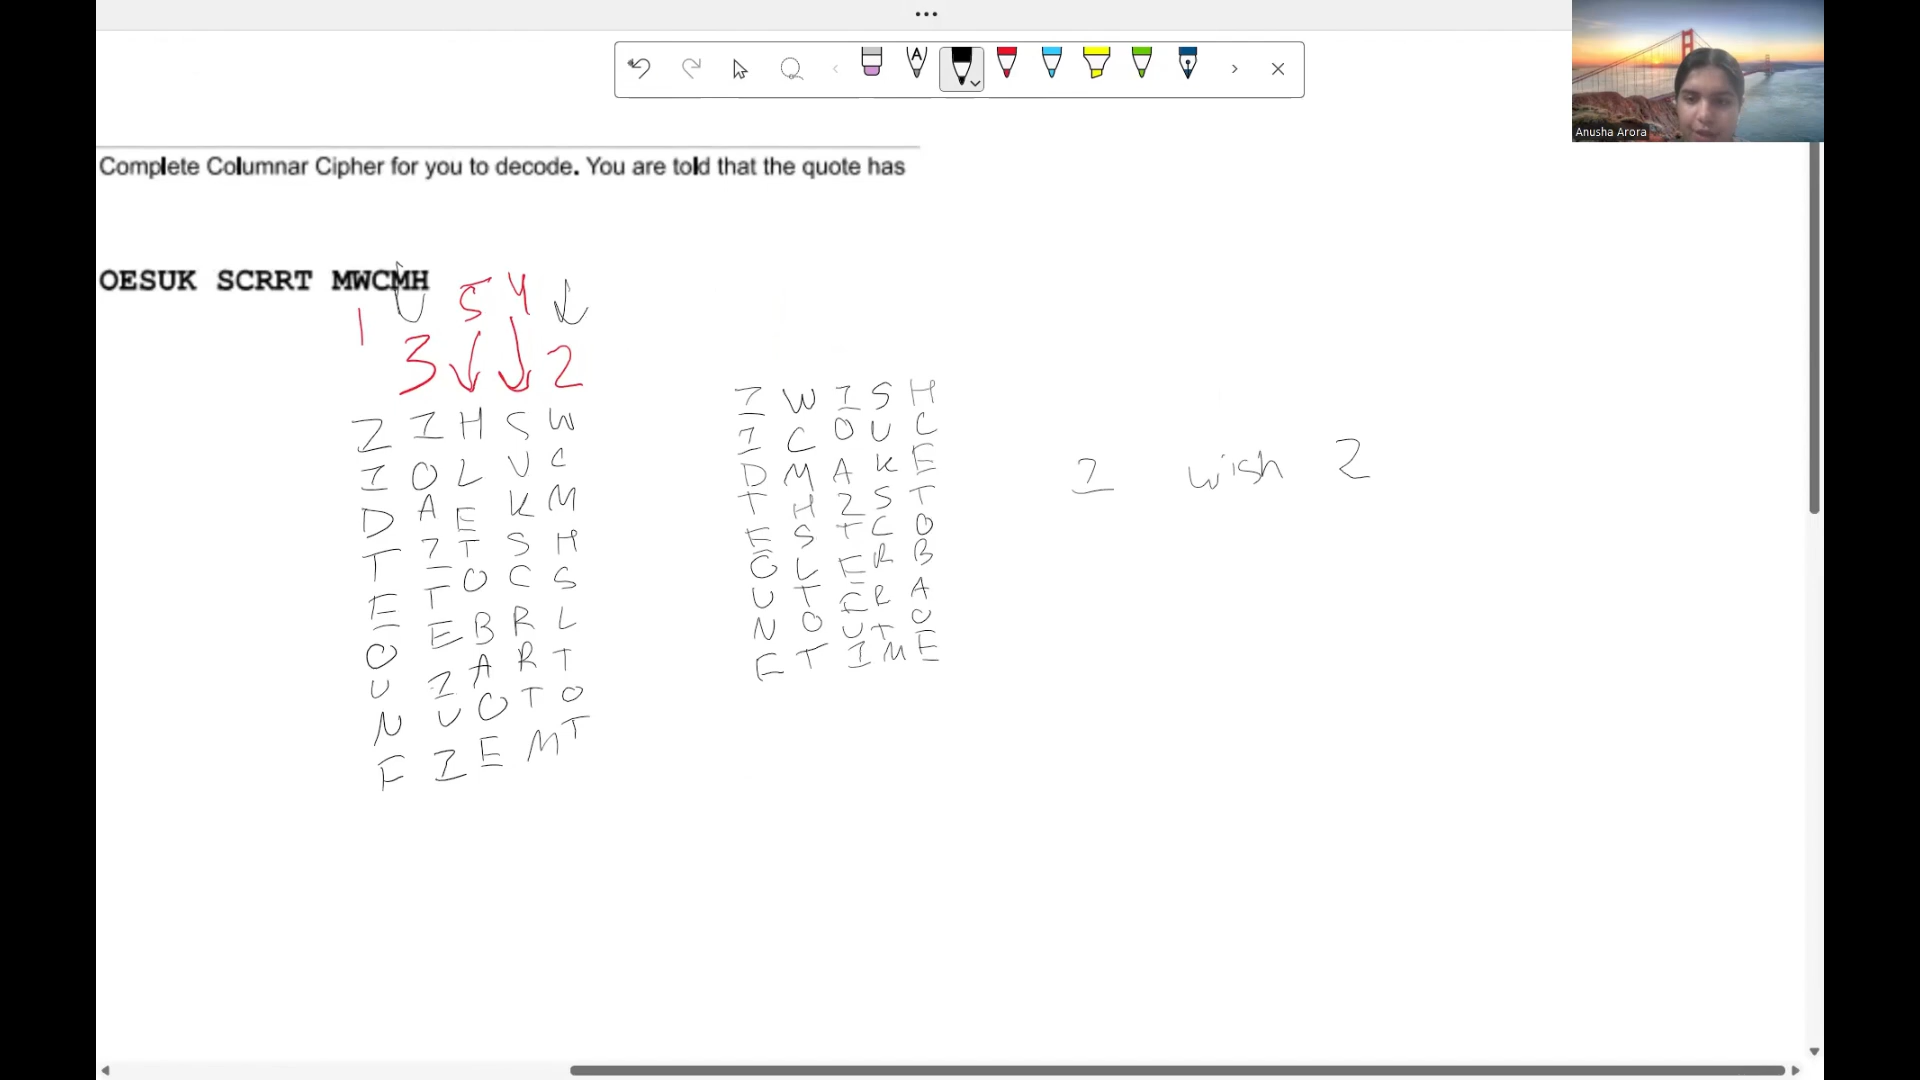 Anusha Arora
Complete Columnar Cipher for you to decode. You are told that the quote has
OESUK SCRRT MWCMH
1 5 4
3 2
I I H S W
I O L U C
D A E K M
T I T S H
E T O C S
O E B R L
U I A R T
N U O T O
F I E M T
I W I S H
I C O U C
D M A K E
T H I S T
E S T C O
O L E R B
U T E R A
N O U T O
F T I M E
I wish I